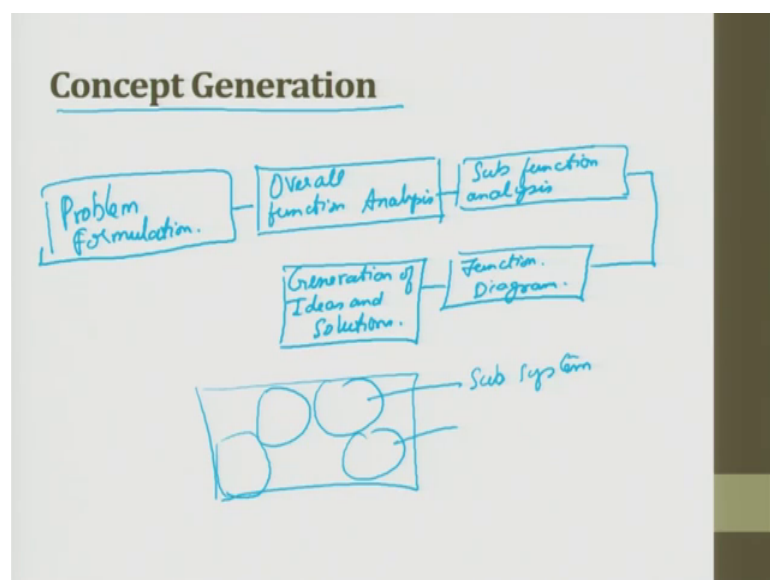 Concept Generation
Problem
formulation.
Overall
function Analysis
Sub function
analysis
Function.
Diagram.
Generation of
Ideas and
Solutions.
Sub System